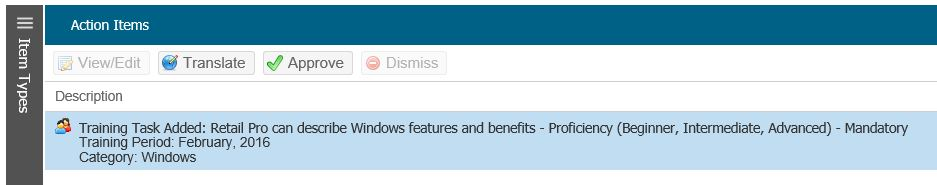 Item Types
Action Items
View/Edit Translate Approve Dismiss
Description
Training Task Added: Retail Pro can describe Windows features and benefits - Proficiency (Beginner, Intermediate, Advanced) - Mandatory
Training Period: February, 2016
Category: Windows